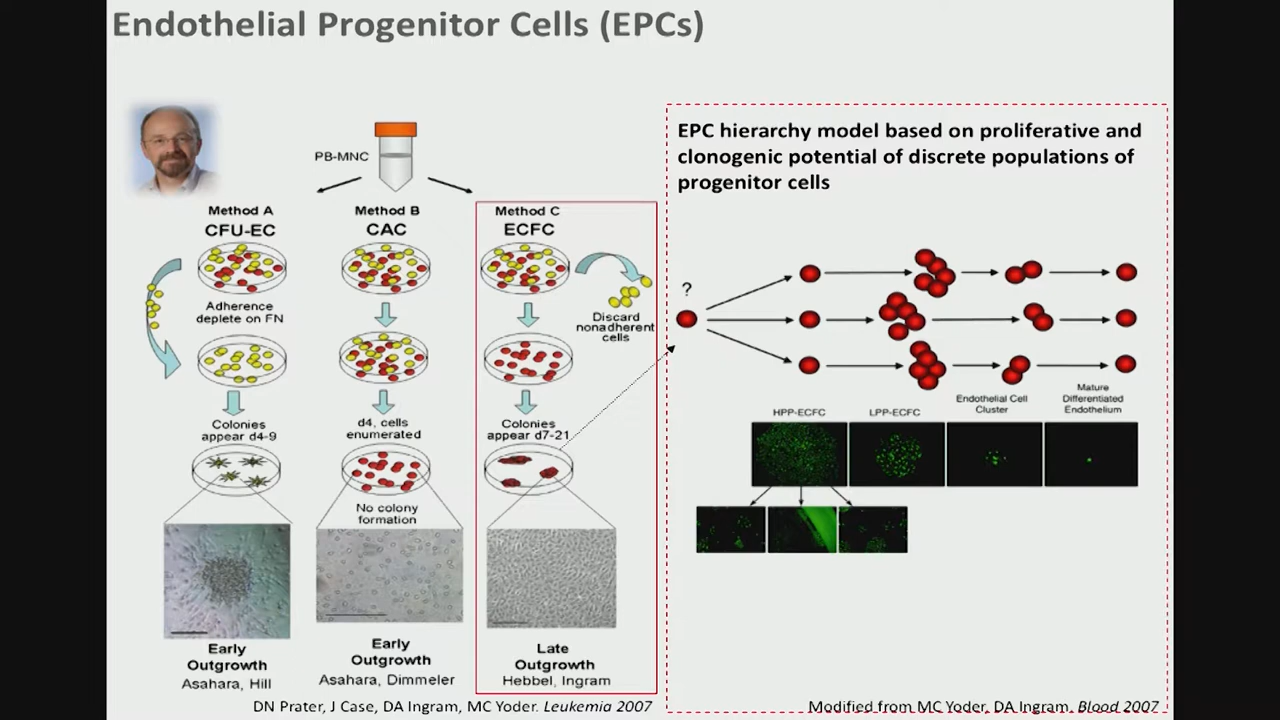 Endothelial Progenitor Cells (EPCs)
PB-MNC
Method A
CFU-EC
Adherence
deplete on FN
Colonies
appear d4-9
Early
Outgrowth
Asahara, Hill
Method B
CAC
d4, cells
enumerated
No colony
formation
Early
Outgrowth
Asahara, Dimmeler
Method C
ECFC
Discard
nonadherent
cells
Colonies
appear d7-21
Late
Outgrowth
Hebbel, Ingram
DN Prater, J Case, DA Ingram, MC Yoder. Leukemia 2007
EPC hierarchy model based on proliferative and
clonogenic potential of discrete populations of
progenitor cells
?
HPP-ECFC
LPP-ECFC
Endothelial Cell
Cluster
Mature
Differentiated
Endothelium
Modified from MC Yoder, DA Ingram. Blood 2007